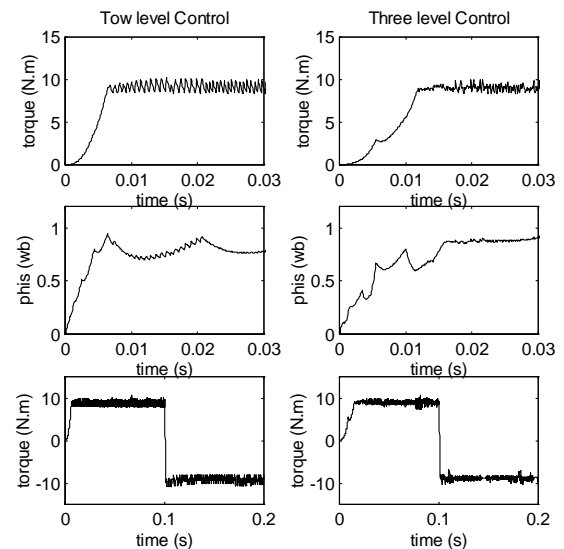 Tow level Control
Three level Control
15
10
5
0
torque (N.m)
0 0.01 0.02 0.03
time (s)
15
10
5
0
torque (N.m)
0 0.01 0.02 0.03
time (s)
1
0.5
0
phis (wb)
0 0.01 0.02 0.03
time (s)
1
0.5
0
phis (wb)
0 0.01 0.02 0.03
time (s)
10
0
-10
torque (N.m)
0 0.1 0.2
time (s)
10
0
-10
torque (N.m)
0 0.1 0.2
time (s)